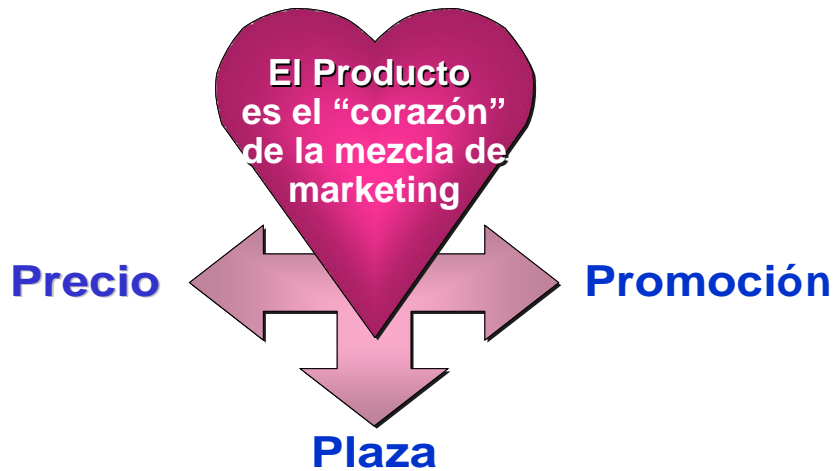 El Producto
es el “corazón”
de la mezcla de
marketing
Precio
Promoción
Plaza